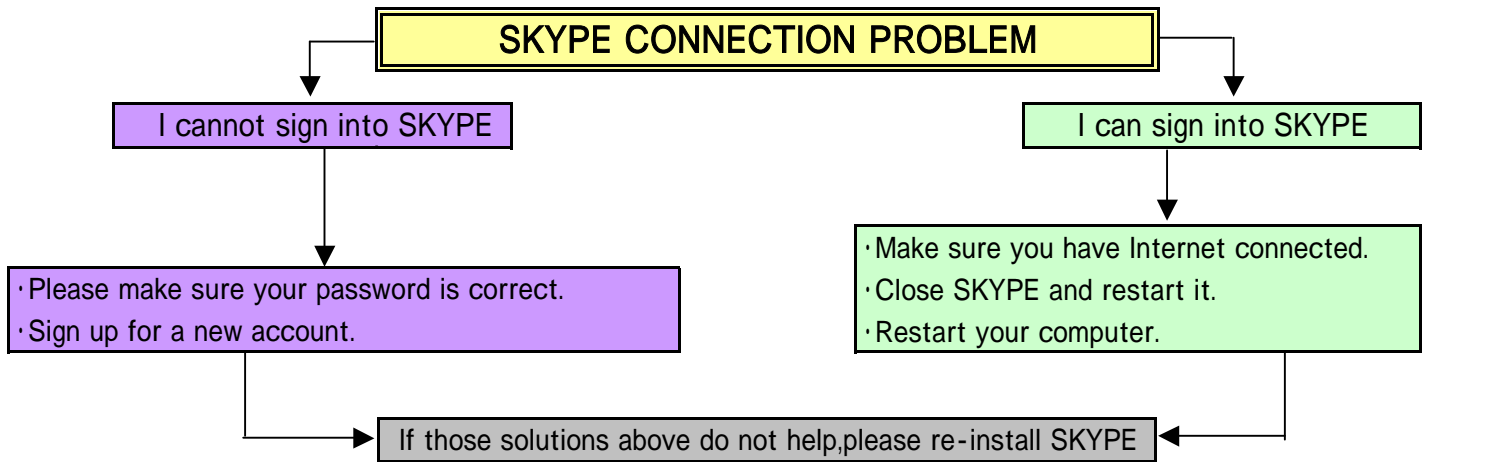 SKYPE CONNECTION PROBLEM
I cannot sign into SKYPE
I can sign into SKYPE
·Please make sure your password is correct.
·Sign up for a new account.
·Make sure you have Internet connected.
·Close SKYPE and restart it.
·Restart your computer.
If those solutions above do not help,please re-install SKYPE